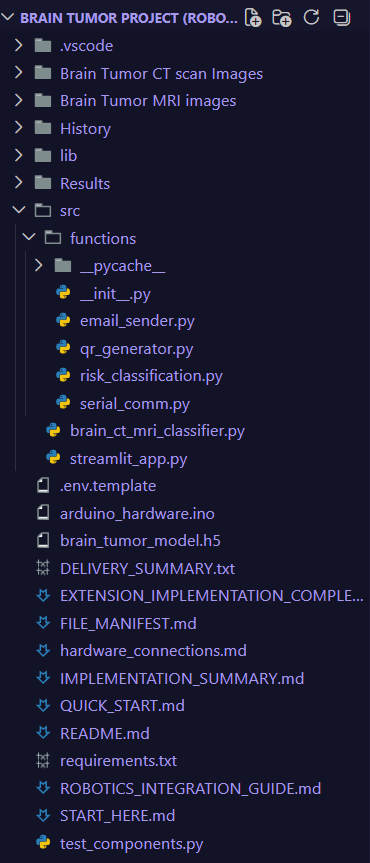 BRAIN TUMOR PROJECT (ROBO...
.vscode
Brain Tumor CT scan Images
Brain Tumor MRI images
History
lib
Results
src
functions
__pycache__
__init__.py
email_sender.py
qr_generator.py
risk_classification.py
serial_comm.py
brain_ct_mri_classifier.py
streamlit_app.py
.env.template
arduino_hardware.ino
brain_tumor_model.h5
DELIVERY_SUMMARY.txt
EXTENSION_IMPLEMENTATION_COMPLE...
FILE_MANIFEST.md
hardware_connections.md
IMPLEMENTATION_SUMMARY.md
QUICK_START.md
README.md
requirements.txt
ROBOTICS_INTEGRATION_GUIDE.md
START_HERE.md
test_components.py